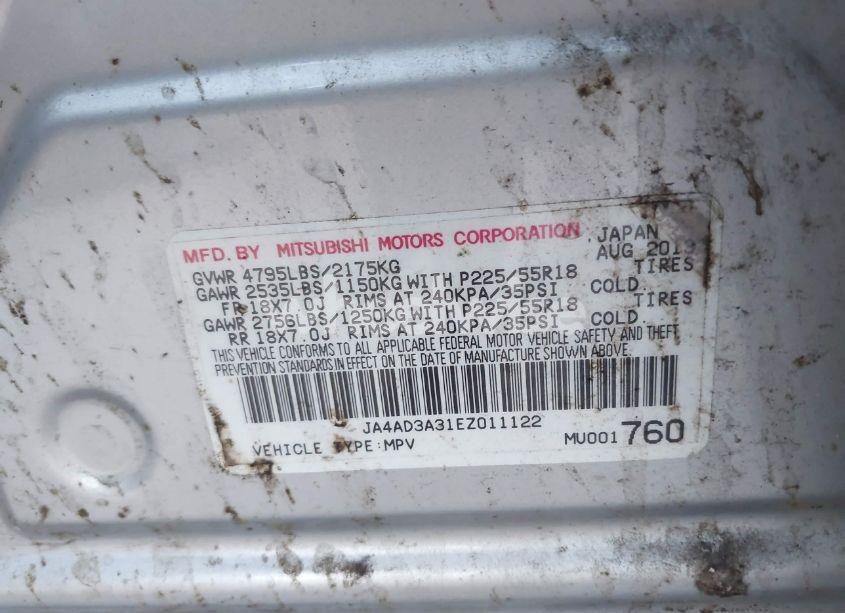 MFD. BY MITSUBISHI MOTORS CORPORATION JAPAN
GVWR 4795LBS/2175KG AUG 2013
GAWR 2535LBS/1150KG WITH P225/55R18 TIRES
FR 18X7.0J RIMS AT 240KPA/35PSI COLD
GAWR 2756LBS/1250KG WITH P225/55R18 TIRES
RR 18X7.0J RIMS AT 240KPA/35PSI COLD
THIS VEHICLE CONFORMS TO ALL APPLICABLE FEDERAL MOTOR VEHICLE SAFETY AND THEFT
PREVENTION STANDARDS IN EFFECT ON THE DATE OF MANUFACTURE SHOWN ABOVE.
JA4AD3A31EZ011122
VEHICLE TYPE:MPV MU001 760